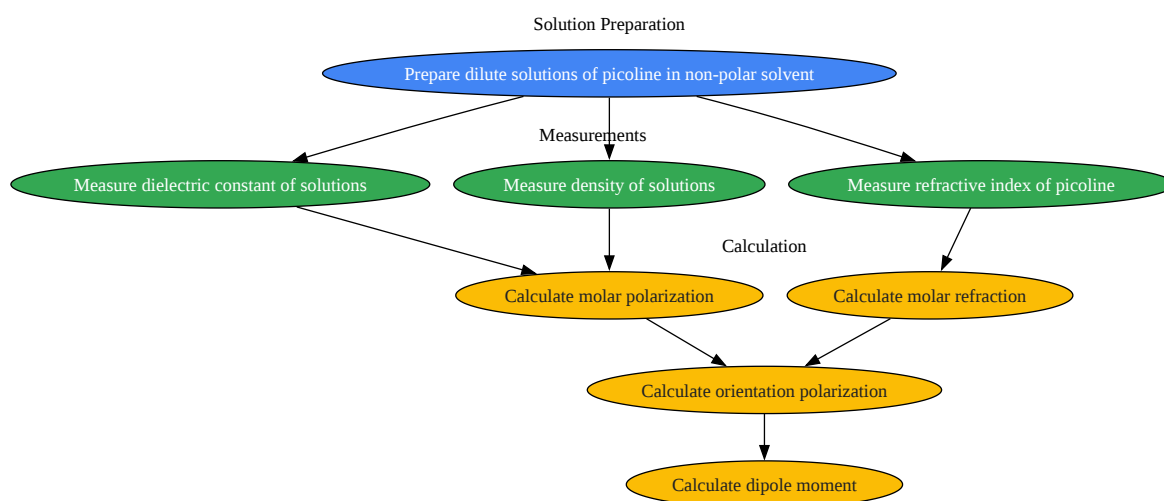 Solution Preparation
Prepare dilute solutions of picoline in non-polar solvent
Measurements
Measure dielectric constant of solutions
Measure density of solutions
Measure refractive index of picoline
Calculation
Calculate molar polarization
Calculate molar refraction
Calculate orientation polarization
Calculate dipole moment